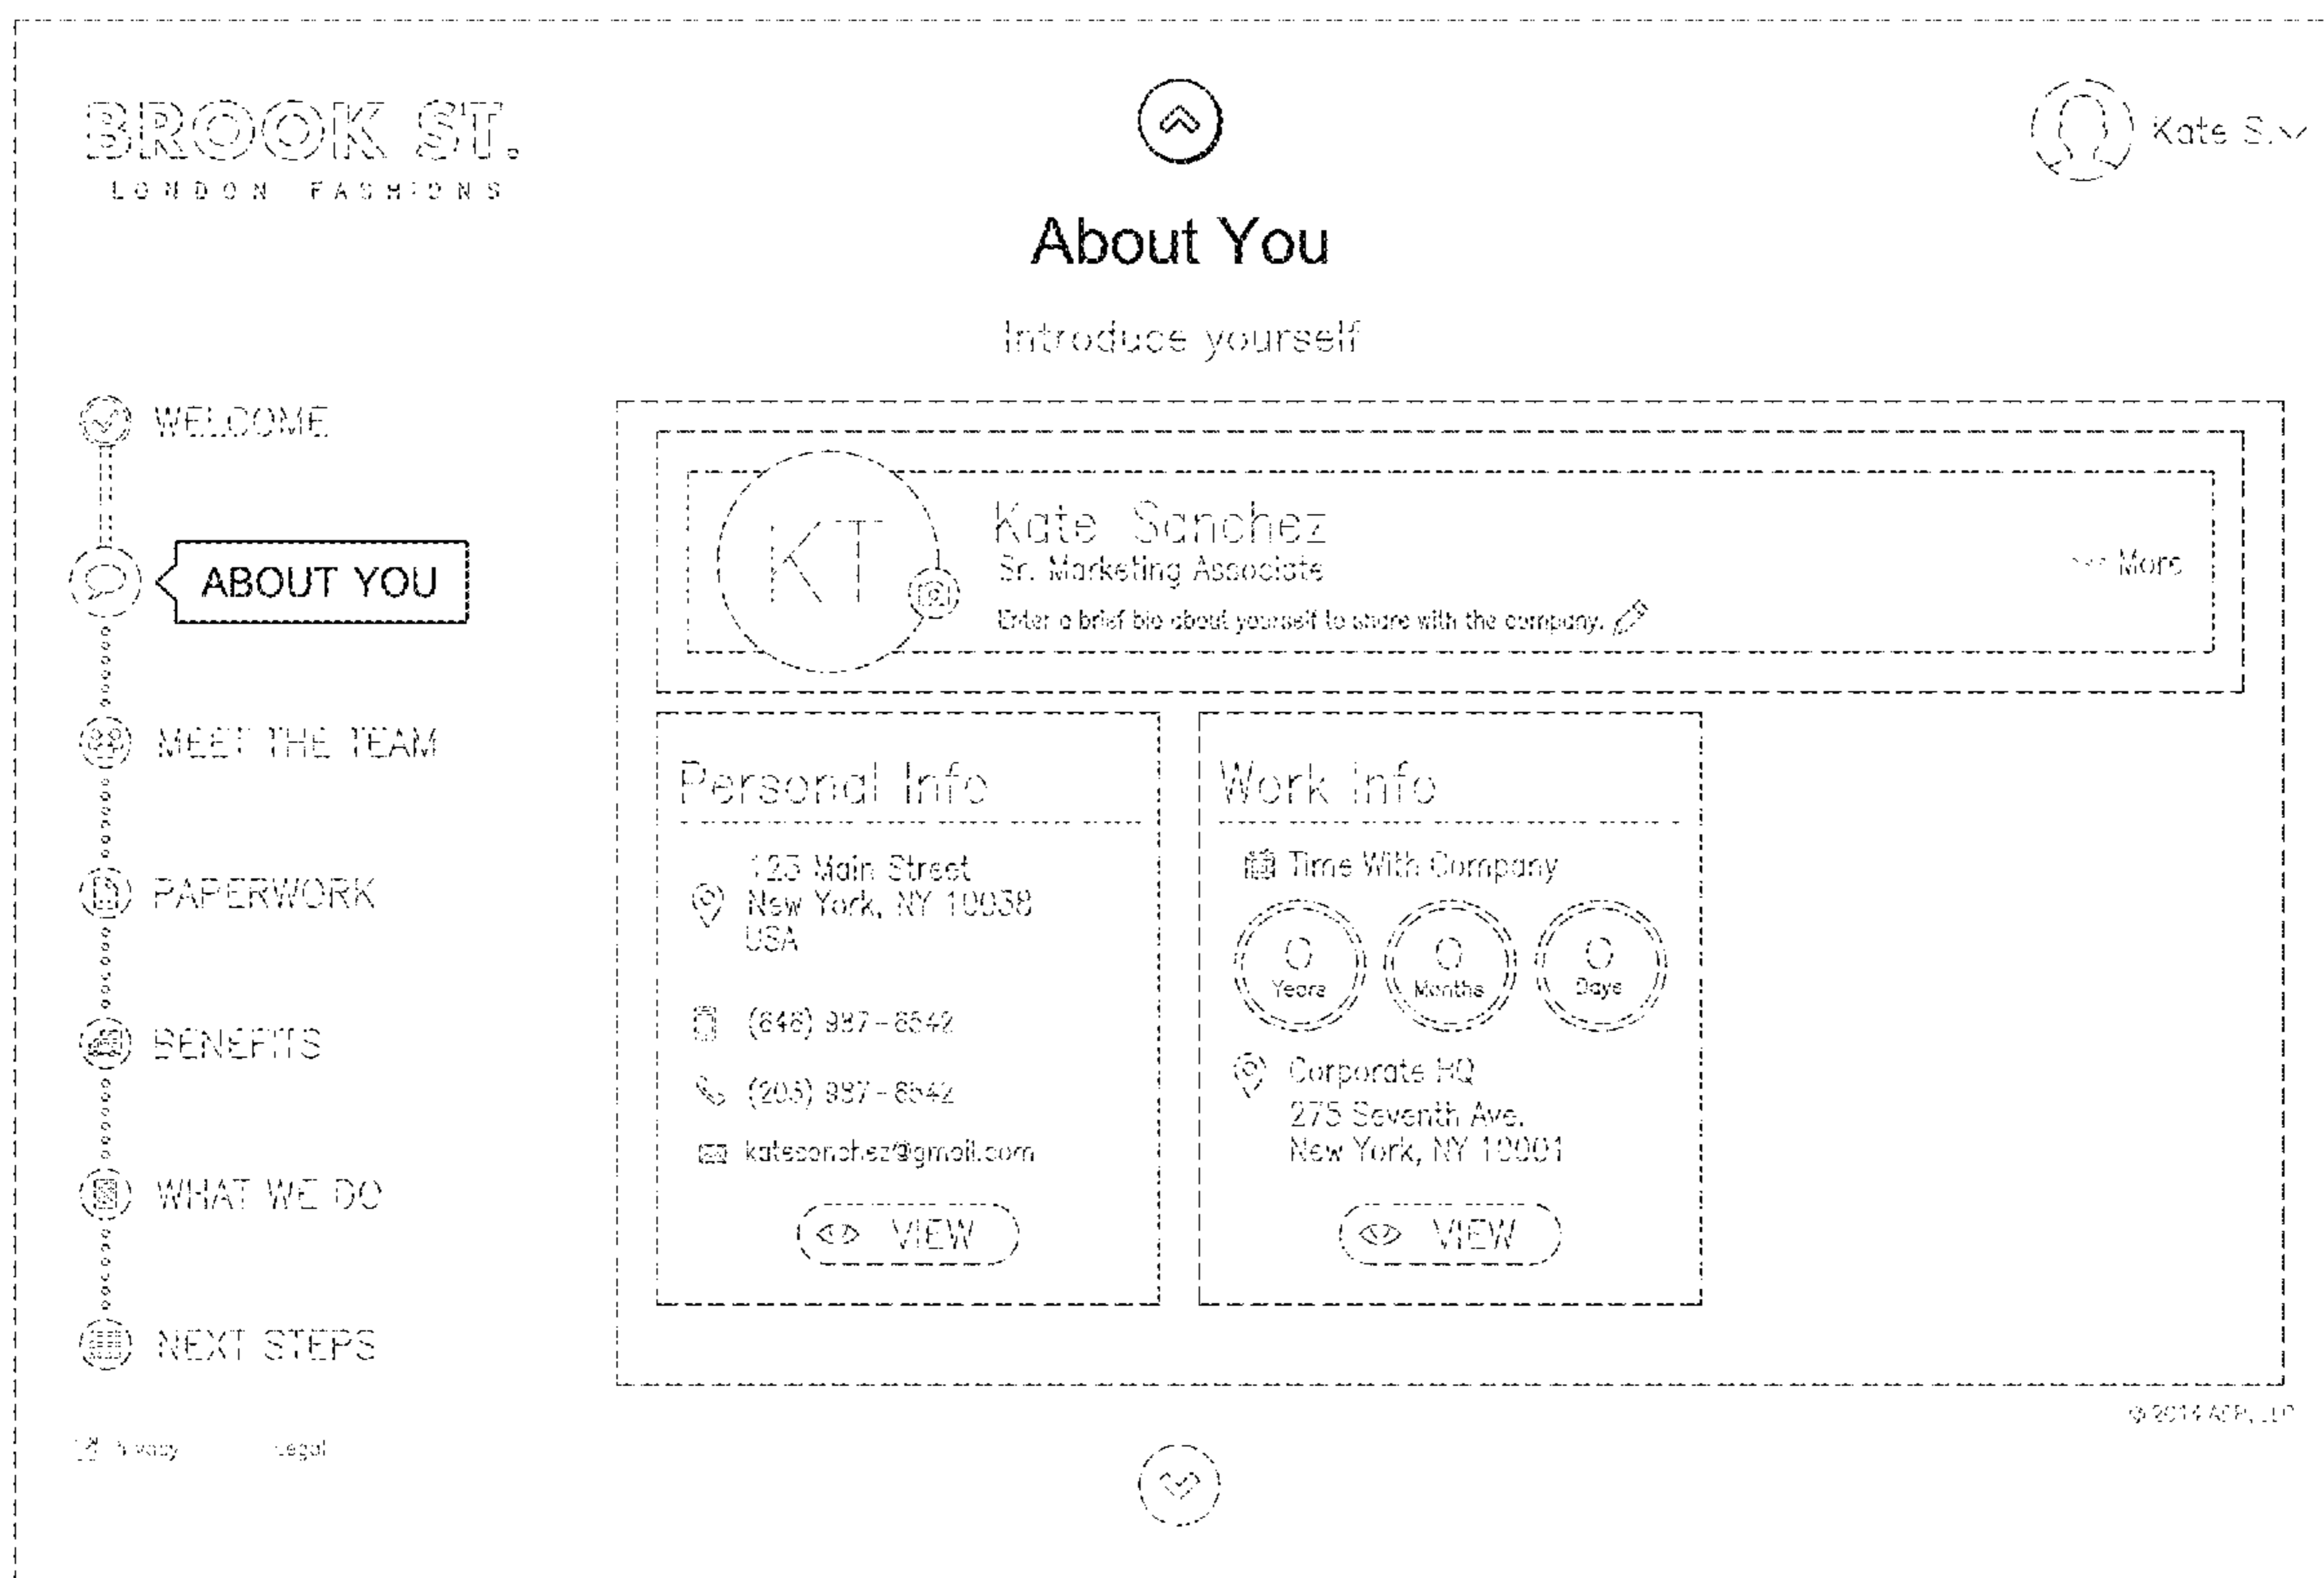 BROOK ST.
LONDON FASHIONS
Kate S.
About You
Introduce yourself
WELCOME
ABOUT YOU
MEET THE TEAM
PAPERWORK
BENEFITS
WHAT WE DO
NEXT STEPS
KT
Kate Sanchez
Sr. Marketing Associate
Enter a brief bio about yourself to share with the company.
More
Personal Info
123 Main Street
New York, NY 10038
USA
(646) 987-6542
(203) 987-6542
katesanchez@gmail.com
VIEW
Work Info
Time With Company
0 Years
0 Months
0 Days
Corporate HQ
275 Seventh Ave.
New York, NY 10001
VIEW
Privacy
Legal